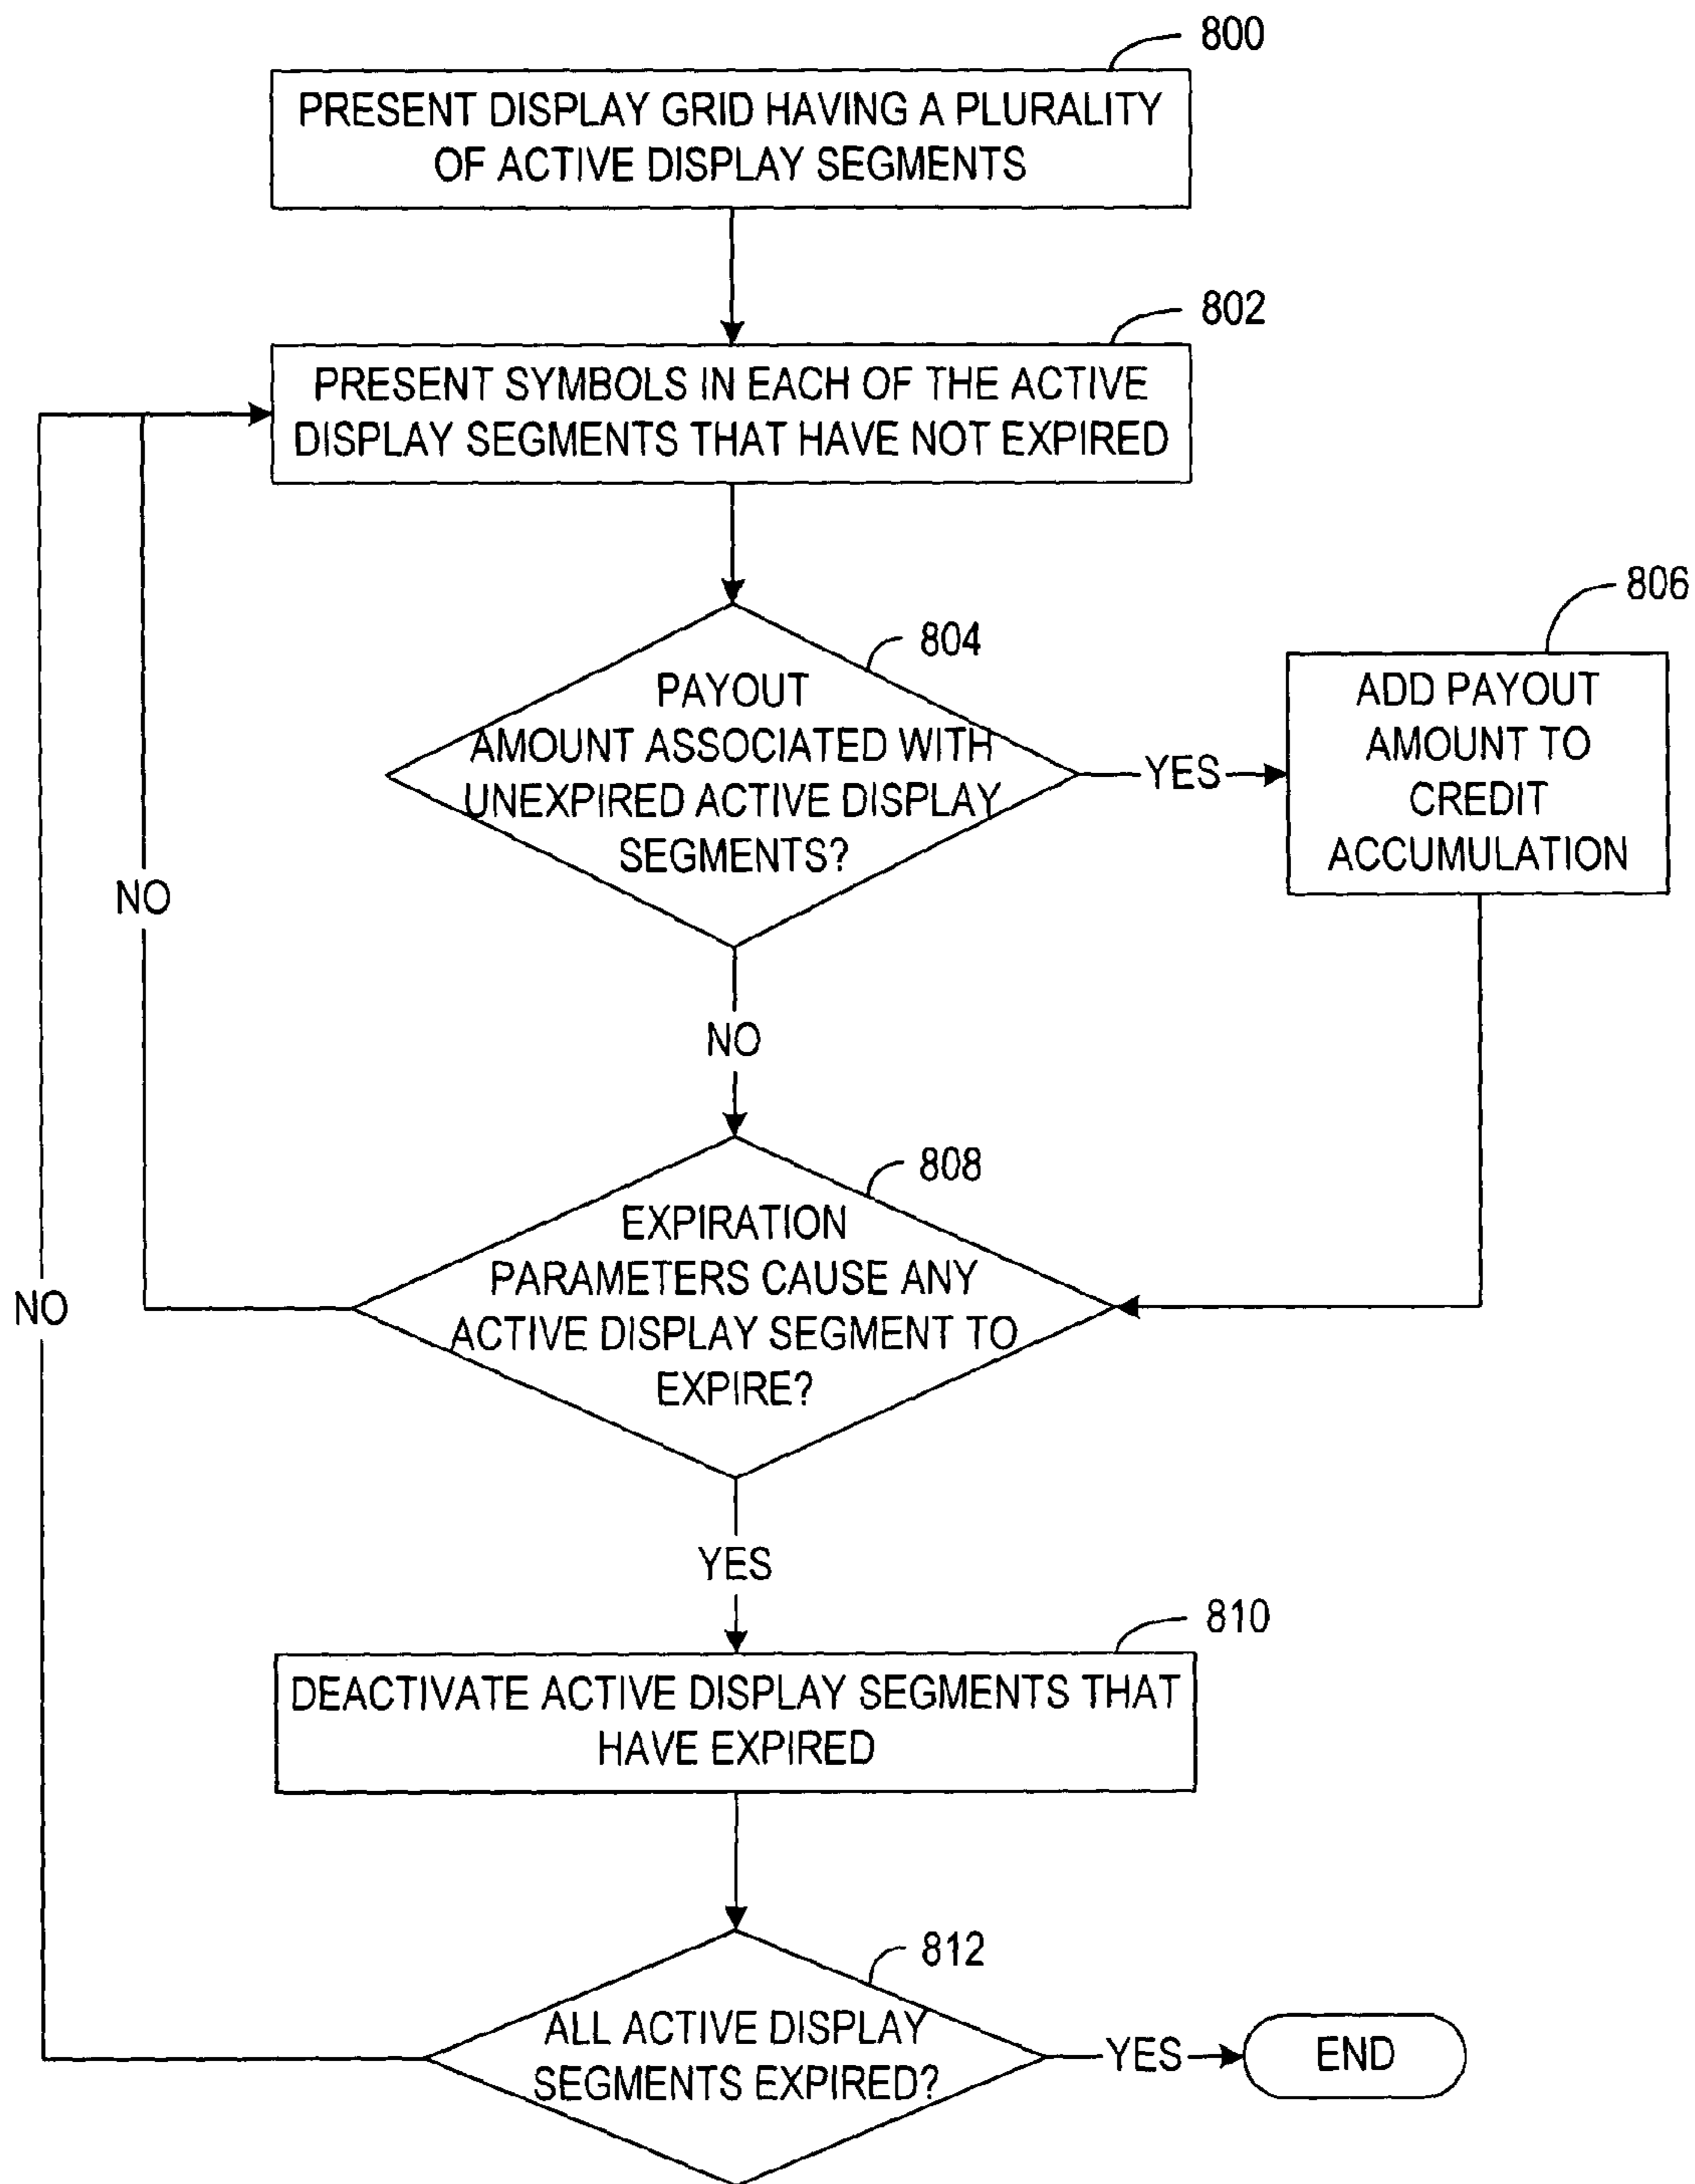 800
PRESENT DISPLAY GRID HAVING A PLURALITY
OF ACTIVE DISPLAY SEGMENTS
802
PRESENT SYMBOLS IN EACH OF THE ACTIVE
DISPLAY SEGMENTS THAT HAVE NOT EXPIRED
804
PAYOUT
AMOUNT ASSOCIATED WITH
UNEXPIRED ACTIVE DISPLAY
SEGMENTS?
YES
806
ADD PAYOUT
AMOUNT TO
CREDIT
ACCUMULATION
NO
NO
808
EXPIRATION
PARAMETERS CAUSE ANY
ACTIVE DISPLAY SEGMENT TO
EXPIRE?
NO
YES
810
DEACTIVATE ACTIVE DISPLAY SEGMENTS THAT
HAVE EXPIRED
812
ALL ACTIVE DISPLAY
SEGMENTS EXPIRED?
YES
END